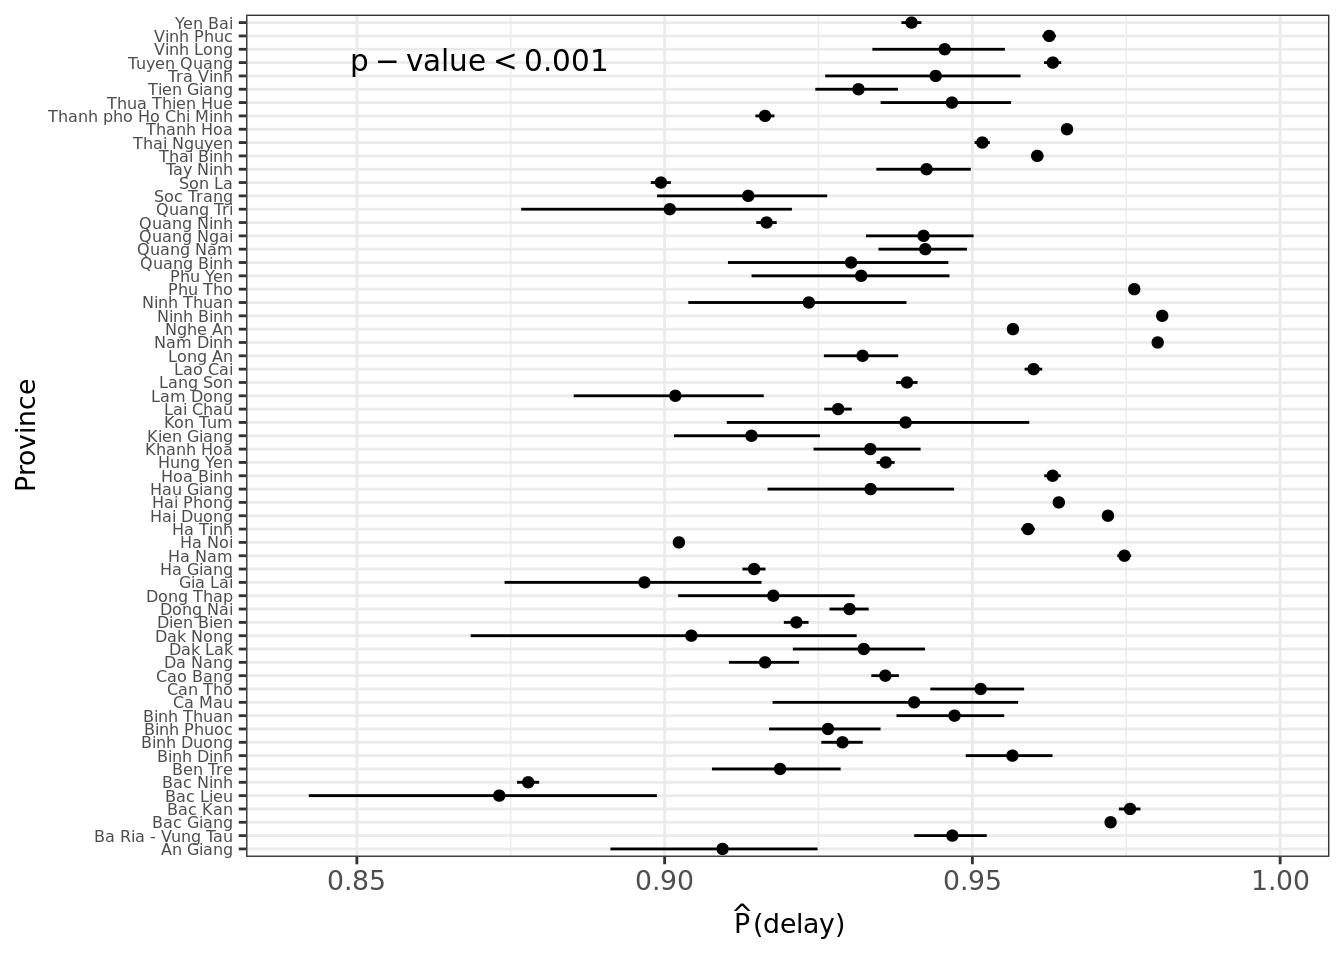 Yen Bai
Vinh Phuc
Vinh Long
Tuyen Quang
p − value < 0.001
Tra Vinh
Tien Giang
Thua Thien Hue
Thanh pho Ho Chi Minh
Thanh Hoa
Thai Nguyen
Thai Binh
Tay Ninh
Son La
Soc Trang
Quang Tri
Quang Ninh
Quang Ngai
Quang Nam
Quang Binh
Phu Yen
Phu Tho
Ninh Thuan
Ninh Binh
Nghe An
Nam Dinh
Long An
Lao Cai
Lang Son
Lam Dong
Lai Chau
Kon Tum
Kien Giang
Khanh Hoa
Hung Yen
Hoa Binh
Hau Giang
Hai Phong
Hai Duong
Ha Tinh
Ha Noi
Ha Nam
Ha Giang
Gia Lai
Dong Thap
Dong Nai
Dien Bien
Dak Nong
Dak Lak
Da Nang
Cao Bang
Can Tho
Ca Mau
Binh Thuan
Binh Phuoc
Binh Duong
Binh Dinh
Ben Tre
Bac Ninh
Bac Lieu
Bac Kan
Bac Giang
Ba Ria - Vung Tau
An Giang
Province
0.85 0.90 0.95 1.00
P̂(delay)